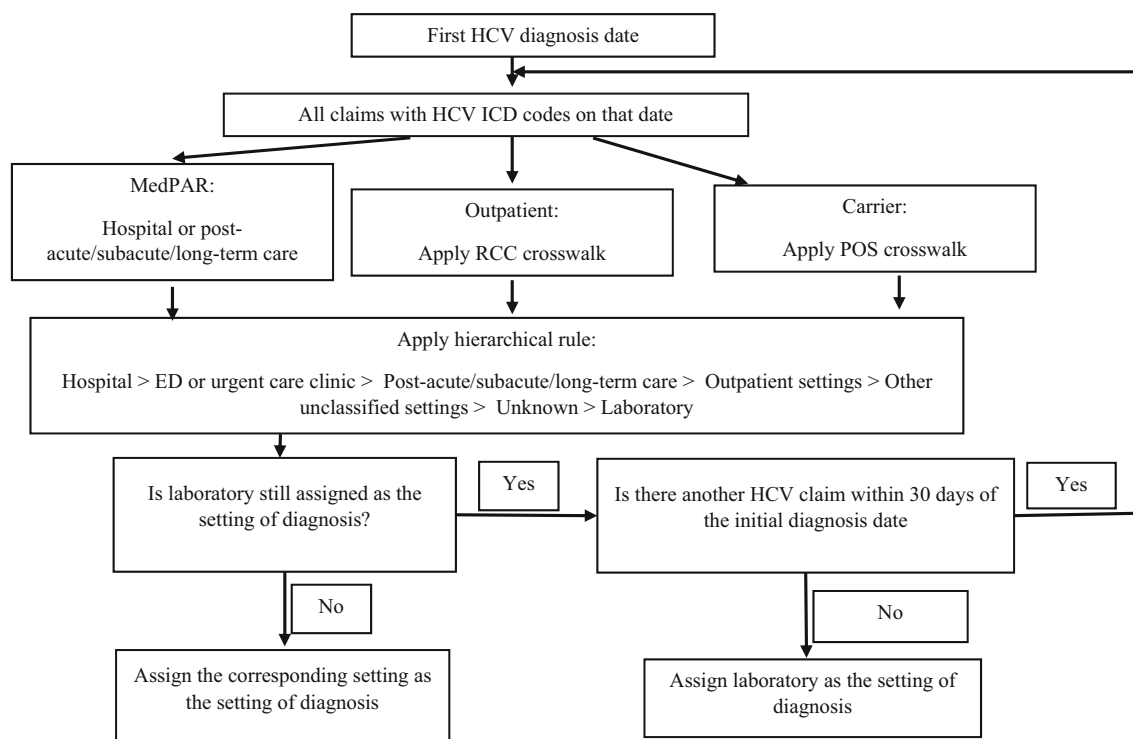 First HCV diagnosis date
All claims with HCV ICD codes on that date
MedPAR:
Hospital or post-
acute/subacute/long-term care
Outpatient:
Apply RCC crosswalk
Carrier:
Apply POS crosswalk
Apply hierarchical rule:
Hospital > ED or urgent care clinic > Post-acute/subacute/long-term care > Outpatient settings > Other
unclassified settings > Unknown > Laboratory
Is laboratory still assigned as the
setting of diagnosis?
Yes
Is there another HCV claim within 30 days of
the initial diagnosis date
Yes
No
No
Assign the corresponding setting as
the setting of diagnosis
Assign laboratory as the setting of
diagnosis